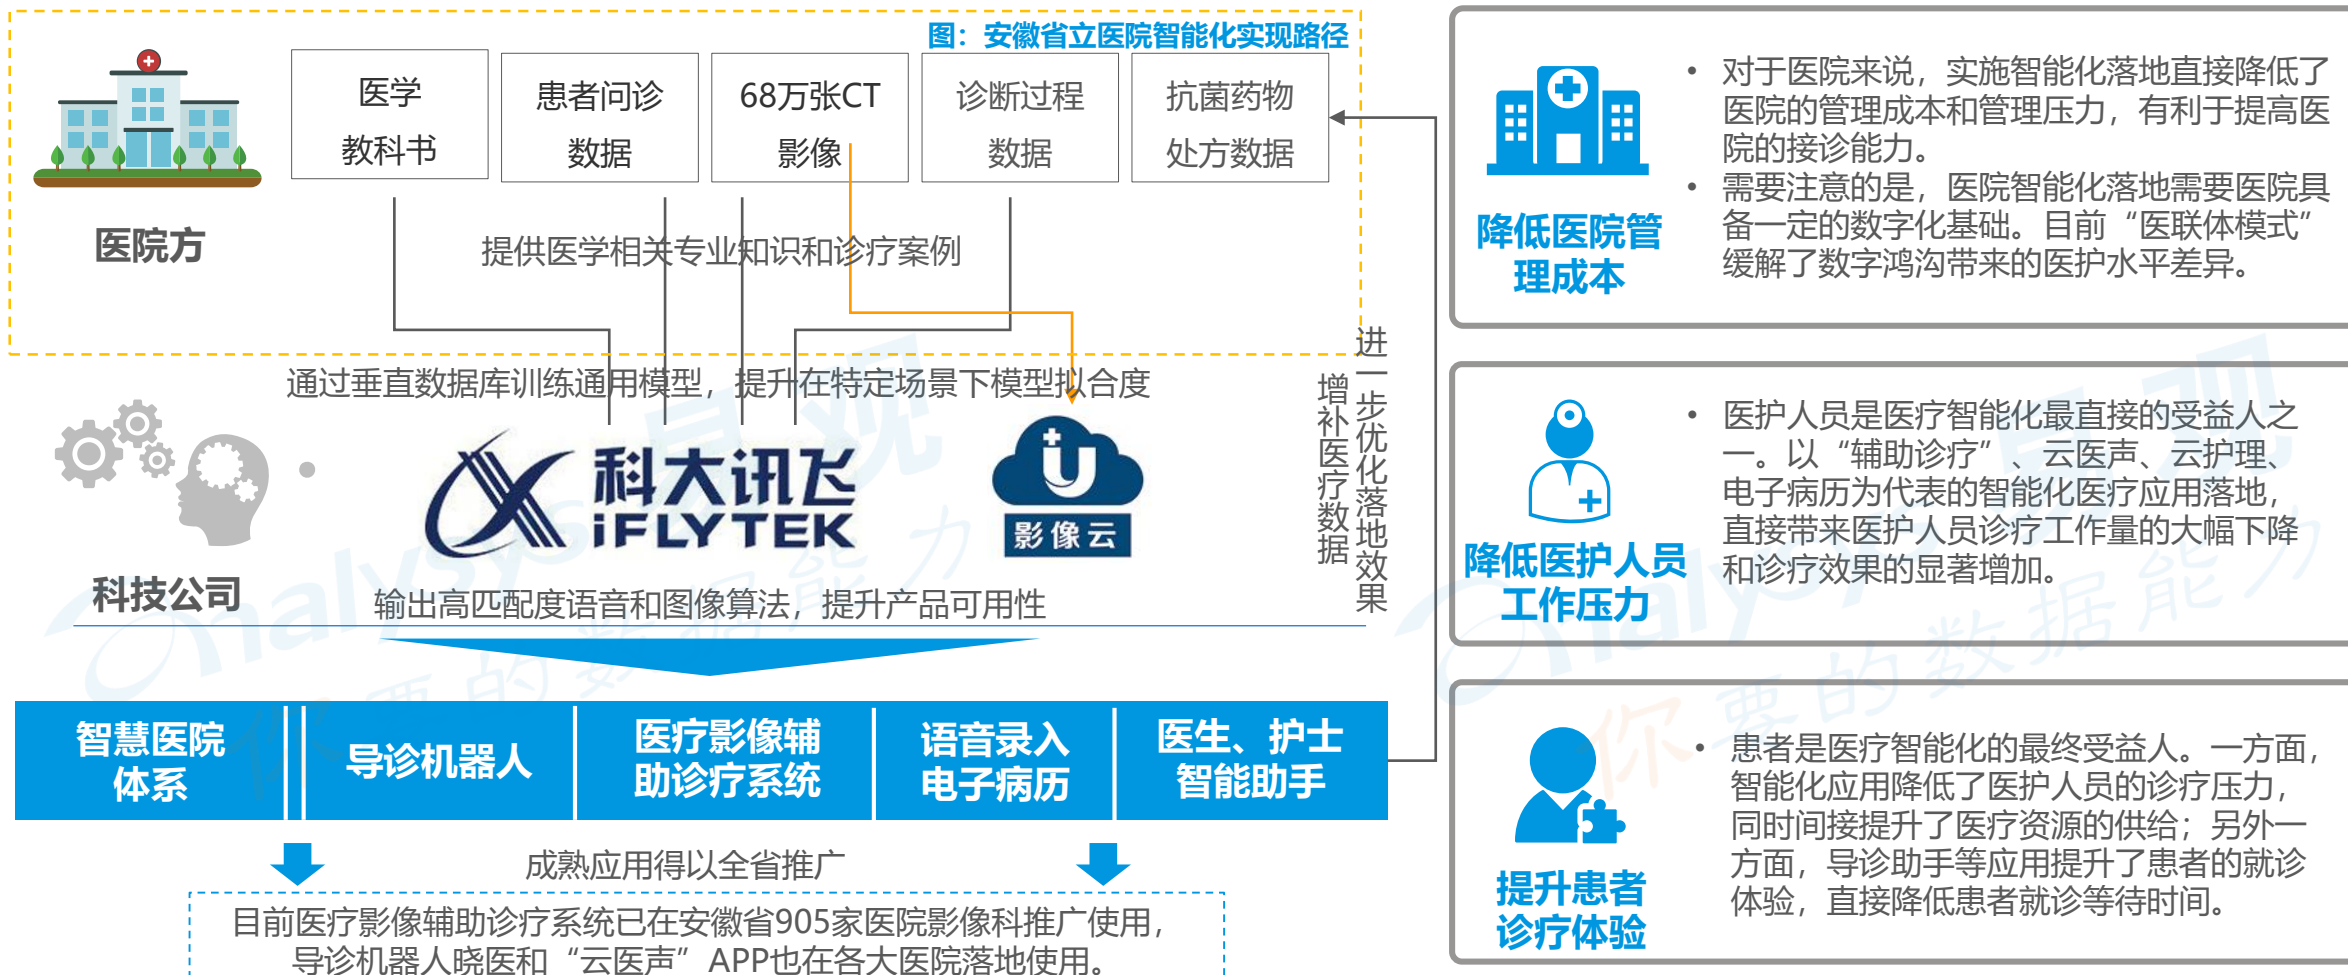 图：安徽省立医院智能化实现路径
医学
教科书
患者问诊
数据
68万张CT
影像
诊断过程
数据
抗菌药物
处方数据
医院方
提供医学相关专业知识和诊疗案例
通过垂直数据库训练通用模型，提升在特定场景下模型拟合度
科大讯飞
iFLYTEK
U
影像云
科技公司
输出高匹配度语音和图像算法，提升产品可用性
增补医疗数据
进一步优化落地效果
智慧医院
体系
导诊机器人
医疗影像辅
助诊疗系统
语音录入
电子病历
医生、护士
智能助手
成熟应用得以全省推广
目前医疗影像辅助诊疗系统已在安徽省905家医院影像科推广使用，
导诊机器人晓医和“云医声”APP也在各大医院落地使用。
降低医院管
理成本
• 对于医院来说，实施智能化落地直接降低了
医院的管理成本和管理压力，有利于提高医
院的接诊能力。
• 需要注意的是，医院智能化落地需要医院具
备一定的数字化基础。目前“医联体模式”
缓解了数字鸿沟带来的医护水平差异。
降低医护人员
工作压力
• 医护人员是医疗智能化最直接的受益人之
一。以“辅助诊疗”、云医声、云护理、
电子病历为代表的智能化医疗应用落地，
直接带来医护人员诊疗工作量的大幅下降
和诊疗效果的显著增加。
提升患者
诊疗体验
• 患者是医疗智能化的最终受益人。一方面，
智能化应用降低了医护人员的诊疗压力，
同时间接提升了医疗资源的供给；另外一
方面，导诊助手等应用提升了患者的就诊
体验，直接降低患者就诊等待时间。
analysys 易观
你要的数据能力
analysys 易观
你要的数据能力